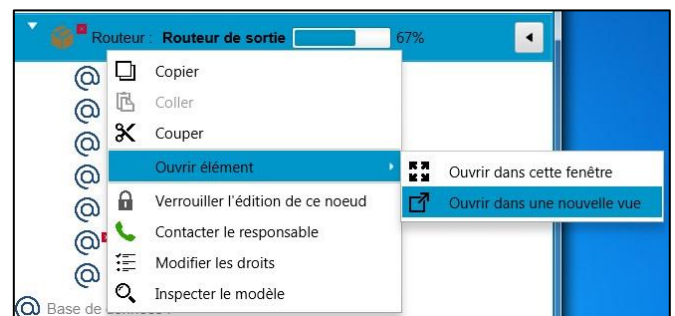 Routeur : Routeur de sortie 67%
Copier
Coller
Couper
Ouvrir élément
Ouvrir dans cette fenêtre
Ouvrir dans une nouvelle vue
Verrouiller l'édition de ce noeud
Contacter le responsable
Modifier les droits
Inspecter le modèle
Base de